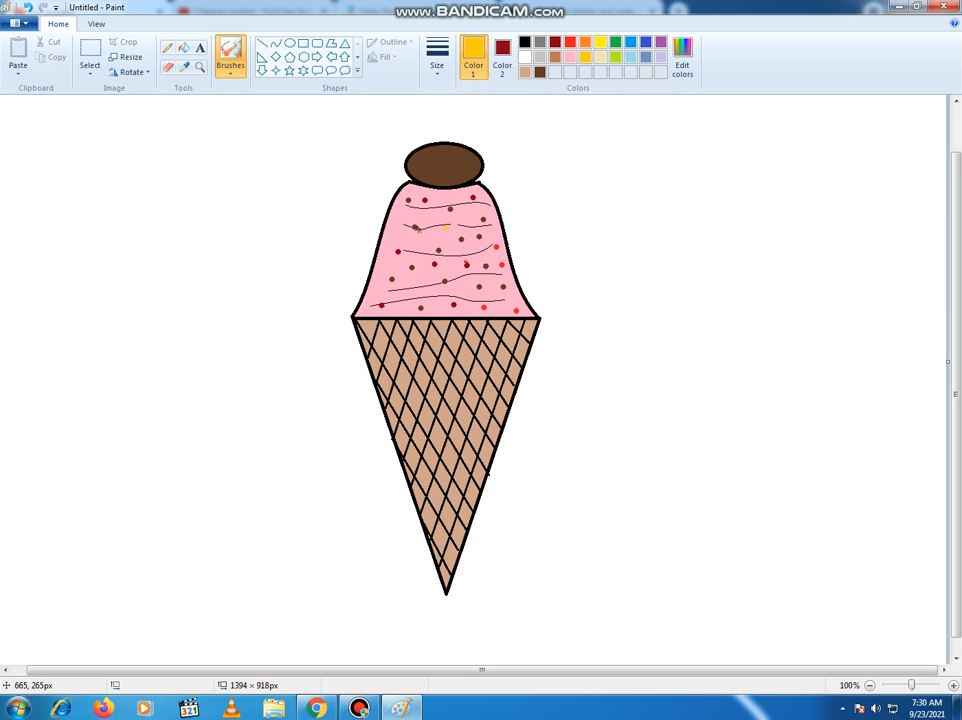 Untitled - Paint
www.BANDICAM.com
Home
View
Paste
Cut
Copy
Clipboard
Select
Crop
Resize
Rotate
Image
A
Tools
Brushes
Outline
Fill
Shapes
Size
Color 1
Color 2
Colors
Edit colors
665, 265px
1394 × 918px
100%
321
7:30 AM
9/23/2021